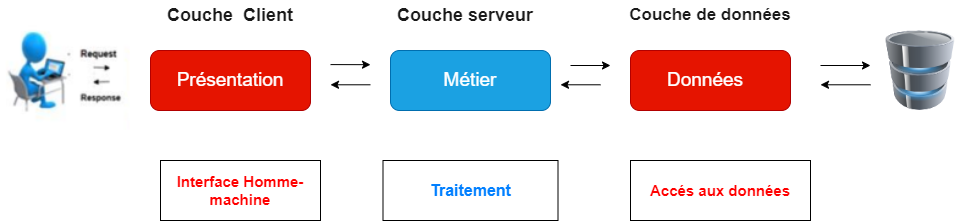 Couche Client
Couche serveur
Couche de données
Request
Response
Présentation
Métier
Données
Interface Homme-
machine
Traitement
Accés aux données